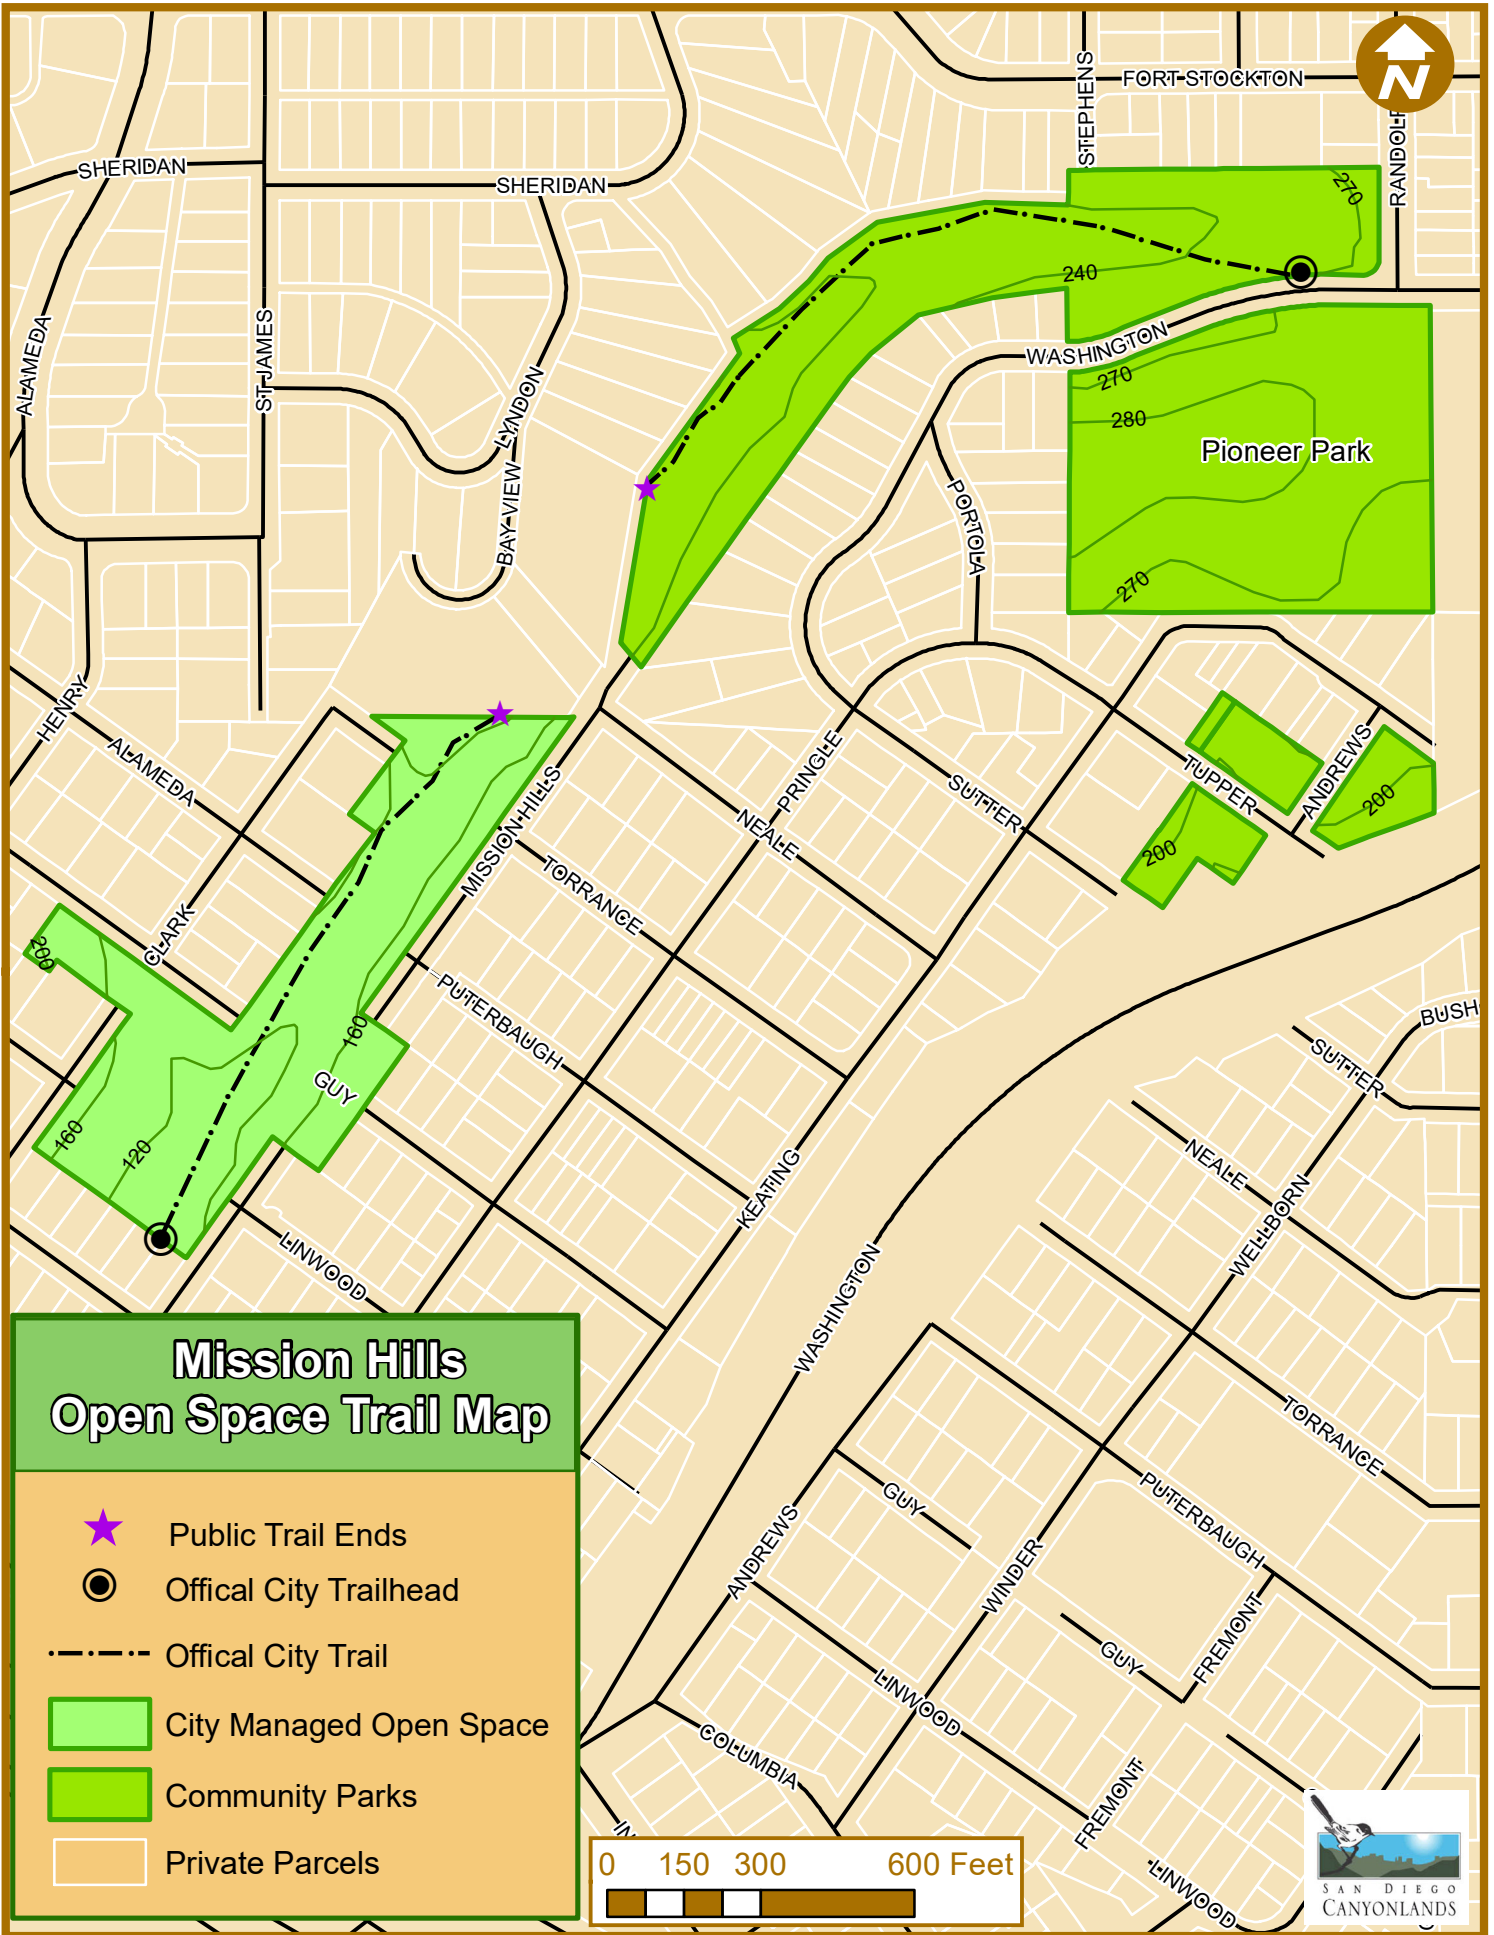 FORT STOCKTON
N
STEPHENS
RANDOLF
SHERIDAN
SHERIDAN
270
240
WASHINGTON
ALAMEDA
ST JAMES
LYNDON
270
280
Pioneer Park
BAY VIEW
PORTOLA
270
HENRY
ALAMEDA
MISSION HILLS
PRINGLE
NEALE
SUTTER
TUPPER
ANDREWS
200
200
TORRANCE
CLARK
200
PUTERBAUGH
160
GUY
BUSH
SUTTER
160
120
NEALE
KEATING
WELLBORN
LINWOOD
WASHINGTON
Mission Hills
Open Space Trail Map
TORRANCE
PUTERBAUGH
GUY
ANDREWS
WINDER
Public Trail Ends
Offical City Trailhead
Offical City Trail
City Managed Open Space
Community Parks
Private Parcels
FREMONT
GUY
LINWOOD
COLUMBIA
FREMONT
IN
0 150 300 600 Feet
LINWOOD
SAN DIEGO
CANYONLANDS